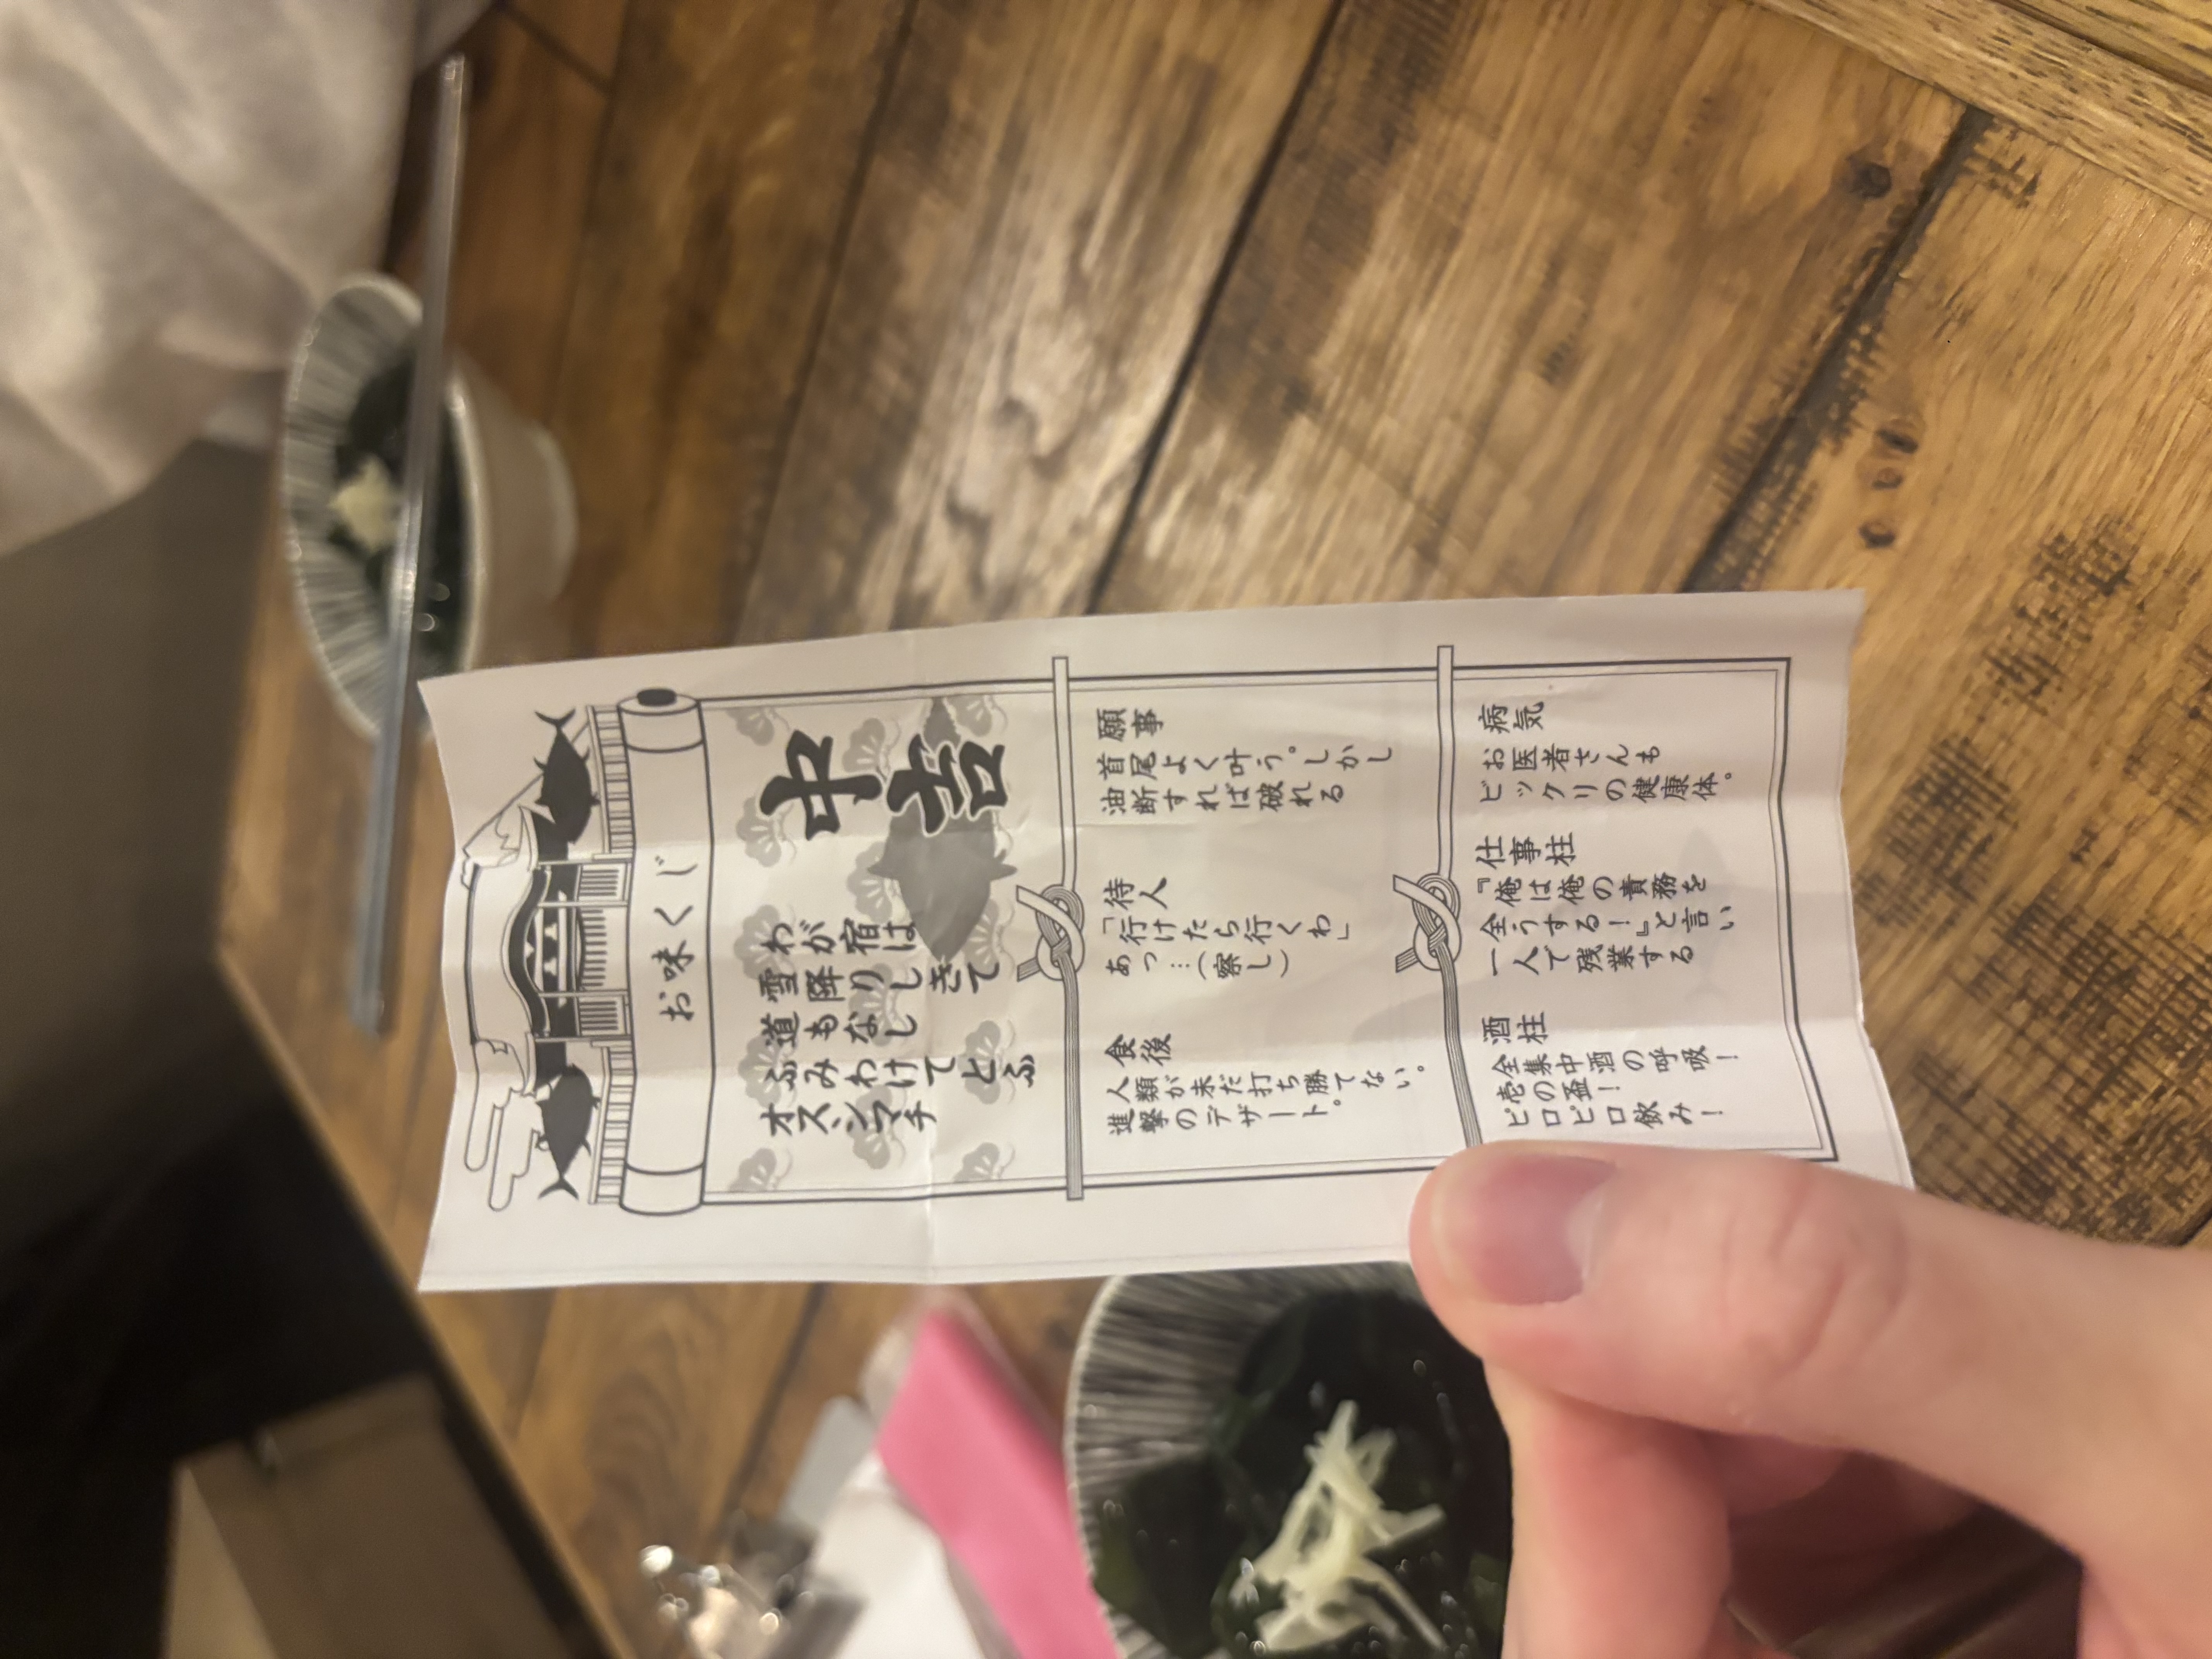 お味くじ
中吉
わが宿は
雪降りしきて
道もなし
ふみわけてとふ
オスシマチ
願事
首尾よく叶う。しかし
油断すれば破れる
待人
「行けたら行くわ」
あっ…(察し)
食後
人類が未だ打ち勝てない。
進撃のデザート。
病気
お医者さんも
ビックリの健康体。
仕事柱
『俺は俺の責務を
全うする!』と言い
一人で残業する
酒柱
全集中酒の呼吸!
壱の盃!
ピロピロ飲み!